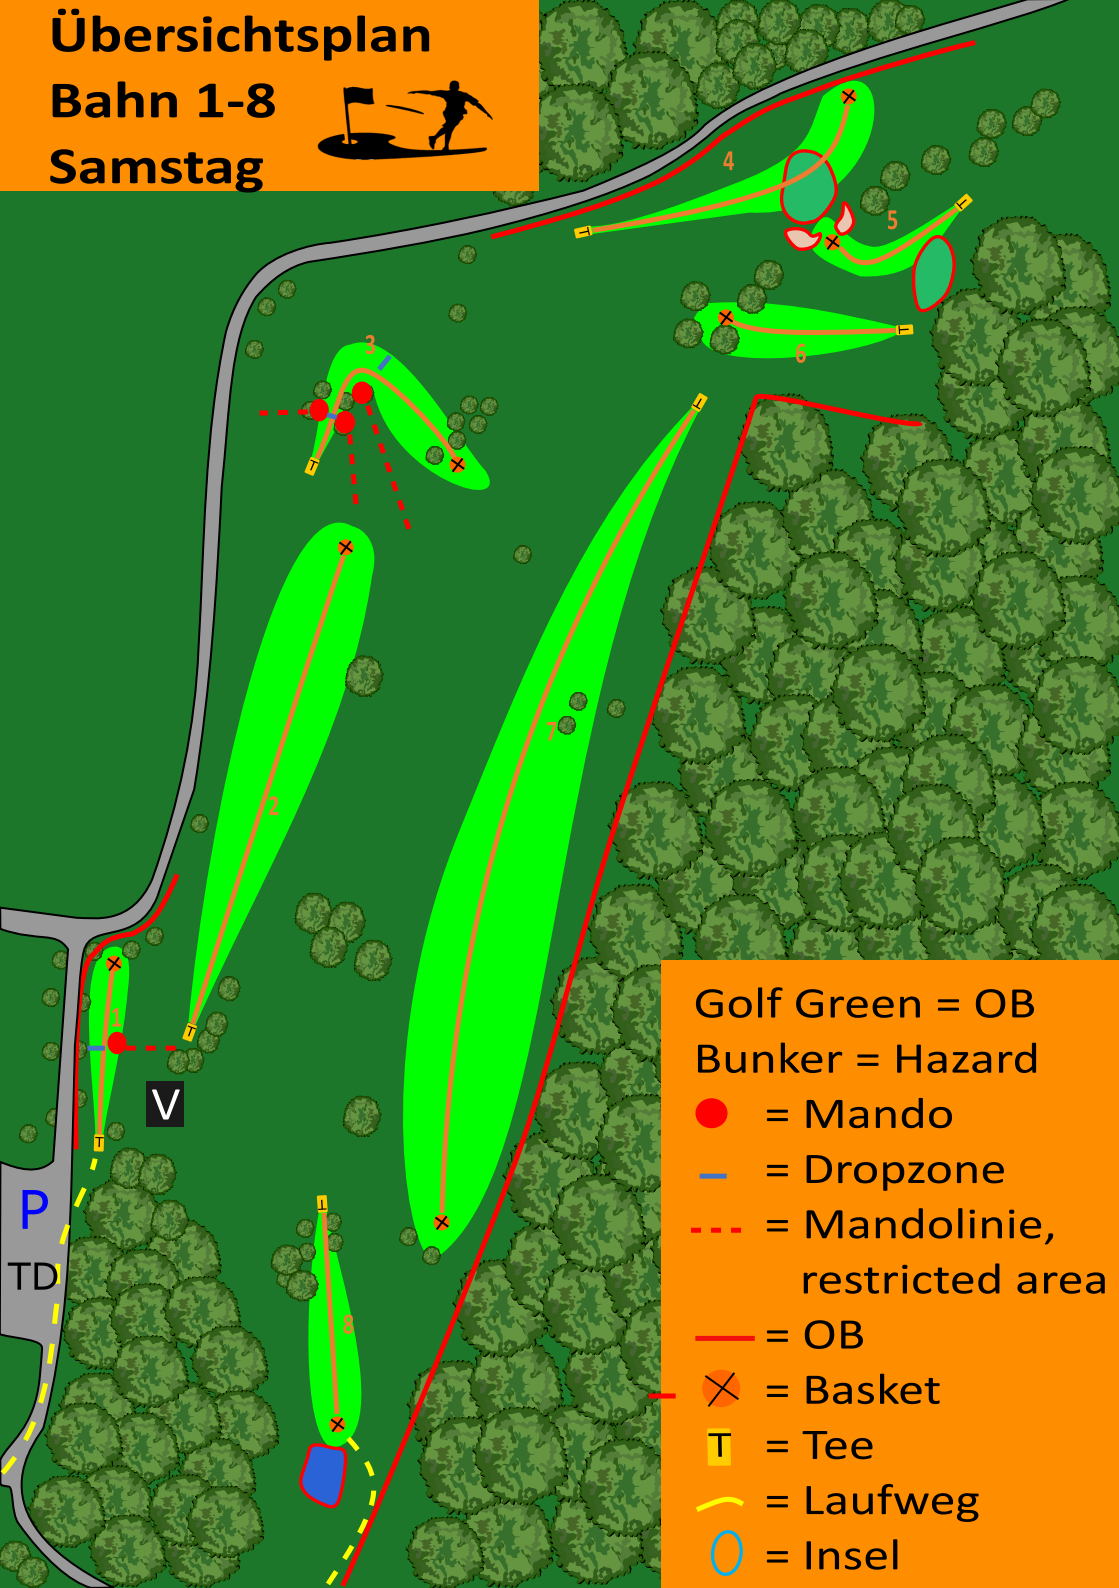 Übersichtsplan
Bahn 1-8
Samstag
4
5
3
6
7
2
1
V
P
TD
8
T
T
T
T
T
T
T
T
Golf Green = OB
Bunker = Hazard
= Mando
= Dropzone
= Mandolinie,
restricted area
= OB
= Basket
T = Tee
= Laufweg
= Insel